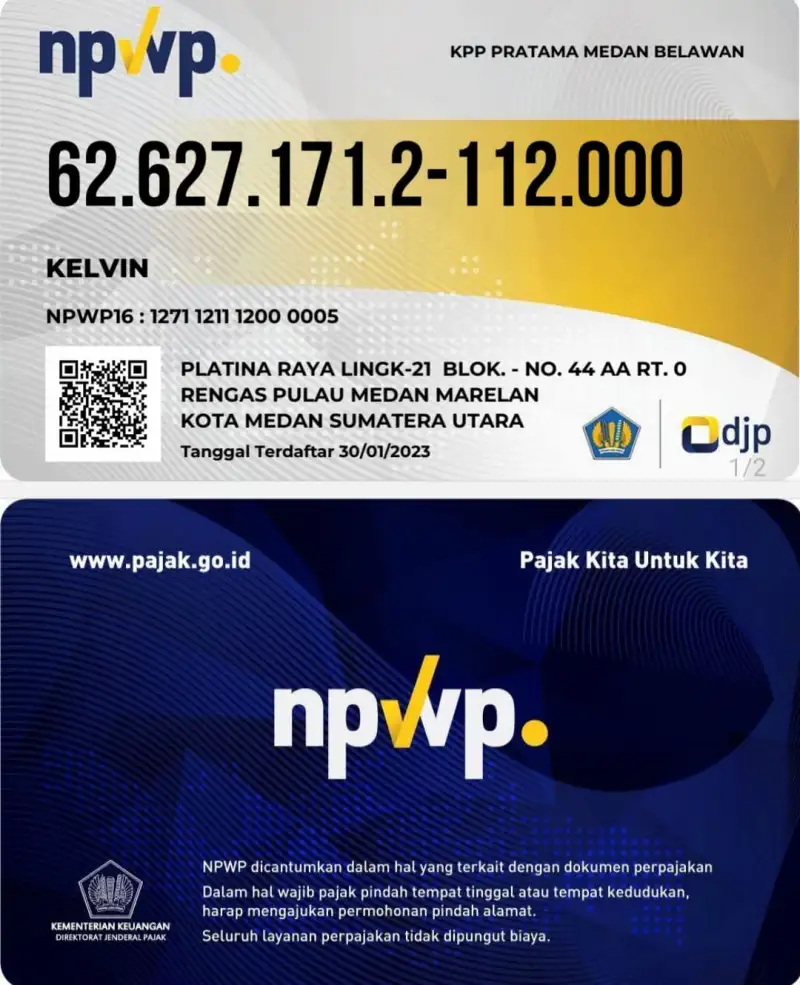 npwp.
KPP PRATAMA MEDAN BELAWAN
62.627.171.2-112.000
KELVIN
NPWP16 : 1271 1211 1200 0005
PLATINA RAYA LINGK-21 BLOK. - NO. 44 AA RT. 0
RENGAS PULAU MEDAN MARELAN
KOTA MEDAN SUMATERA UTARA
Tanggal Terdaftar 30/01/2023
djp
1/2
www.pajak.go.id
Pajak Kita Untuk Kita
npwp.
NPWP dicantumkan dalam hal yang terkait dengan dokumen perpajakan
Dalam hal wajib pajak pindah tempat tinggal atau tempat kedudukan,
harap mengajukan permohonan pindah alamat.
Seluruh layanan perpajakan tidak dipungut biaya.
KEMENTERIAN KEUANGAN
DIREKTORAT JENDERAL PAJAK